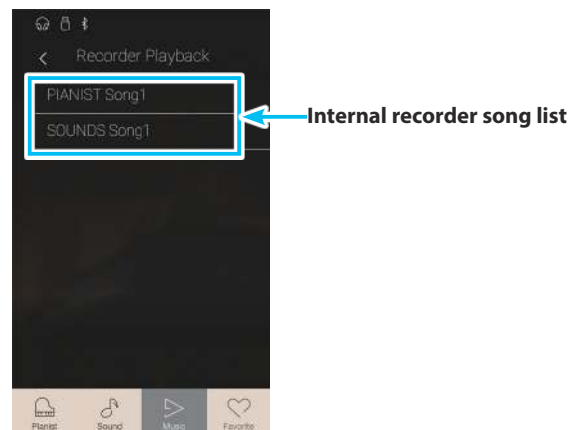 Recorder Playback
PIANIST Song1
SOUNDS Song1
Internal recorder song list
Pianist
Sound
Music
Favorite